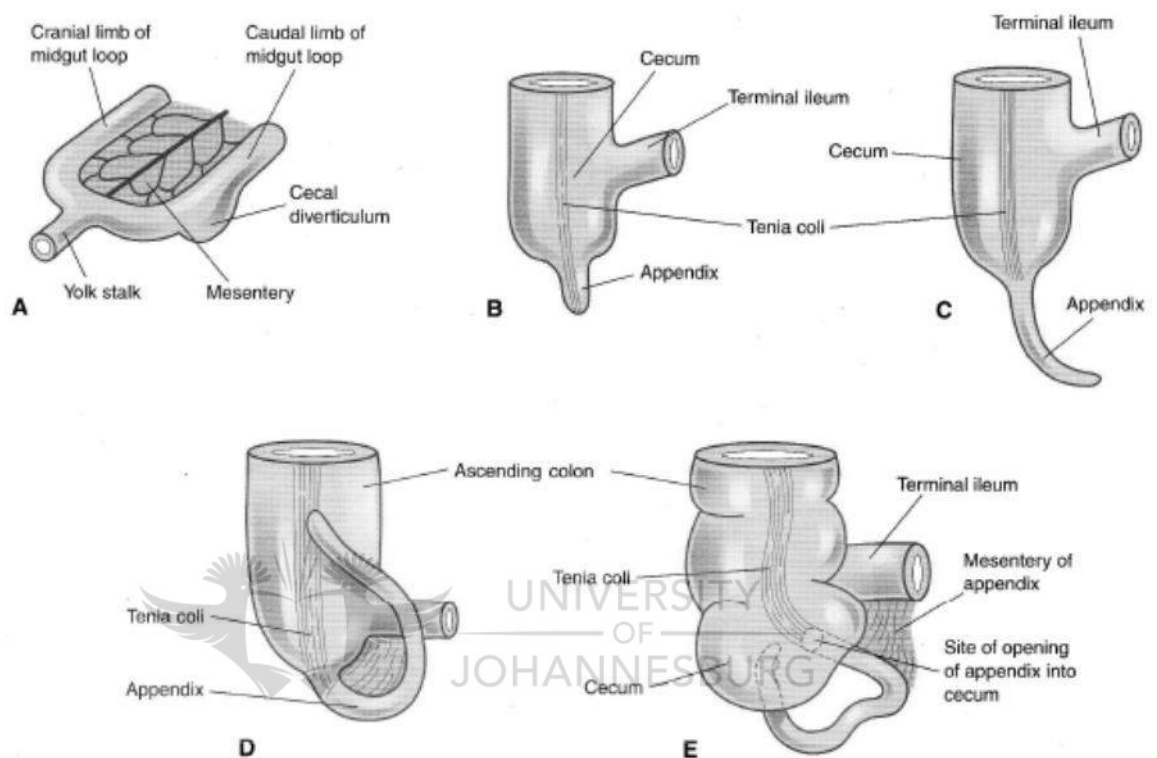 Cranial limb of
midgut loop
Caudal limb of
midgut loop
Cecal
diverticulum
Yolk stalk
Mesentery
A
Cecum
Terminal ileum
Tenia coli
Appendix
B
Terminal ileum
Cecum
Appendix
C
Ascending colon
Tenia coli
Appendix
D
Terminal ileum
Tenia coli
Mesentery of
appendix
Site of opening
of appendix into
cecum
Cecum
E
UNIVERSITY
OF
JOHANNESBURG